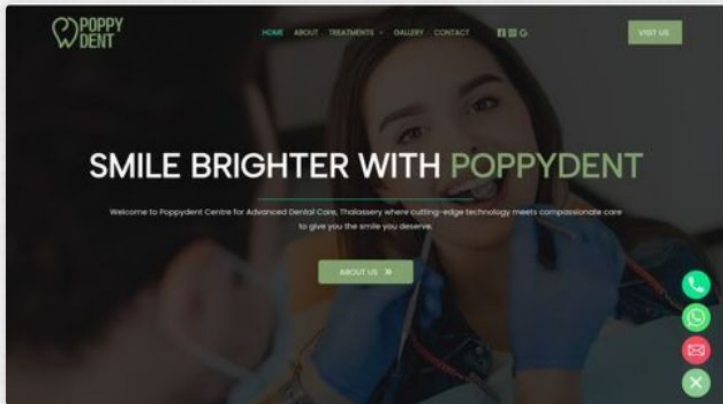 POPPY
DENT
HOME ABOUT TREATMENTS GALLERY CONTACT
VISIT US
SMILE BRIGHTER WITH POPPYDENT
Welcome to Poppydent Centre for Advanced Dental Care, Thalassery where cutting-edge technology meets compassionate care
to give you the smile you deserve.
ABOUT US